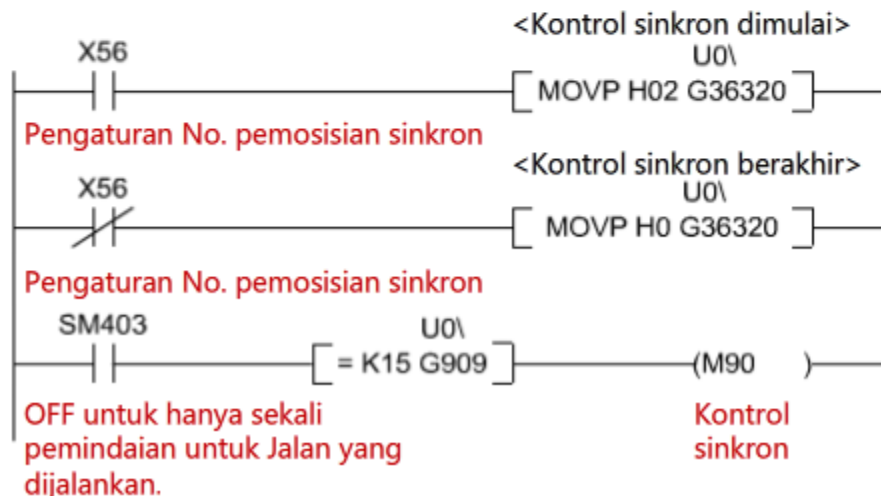 <Kontrol sinkron dimulai>
X56
U0\
MOVP H02 G36320
Pengaturan No. pemosisian sinkron
<Kontrol sinkron berakhir>
X56
U0\
MOVP H0 G36320
Pengaturan No. pemosisian sinkron
SM403
U0\
= K15 G909
(M90 )
OFF untuk hanya sekali
pemindaian untuk Jalan yang
dijalankan.
Kontrol
sinkron